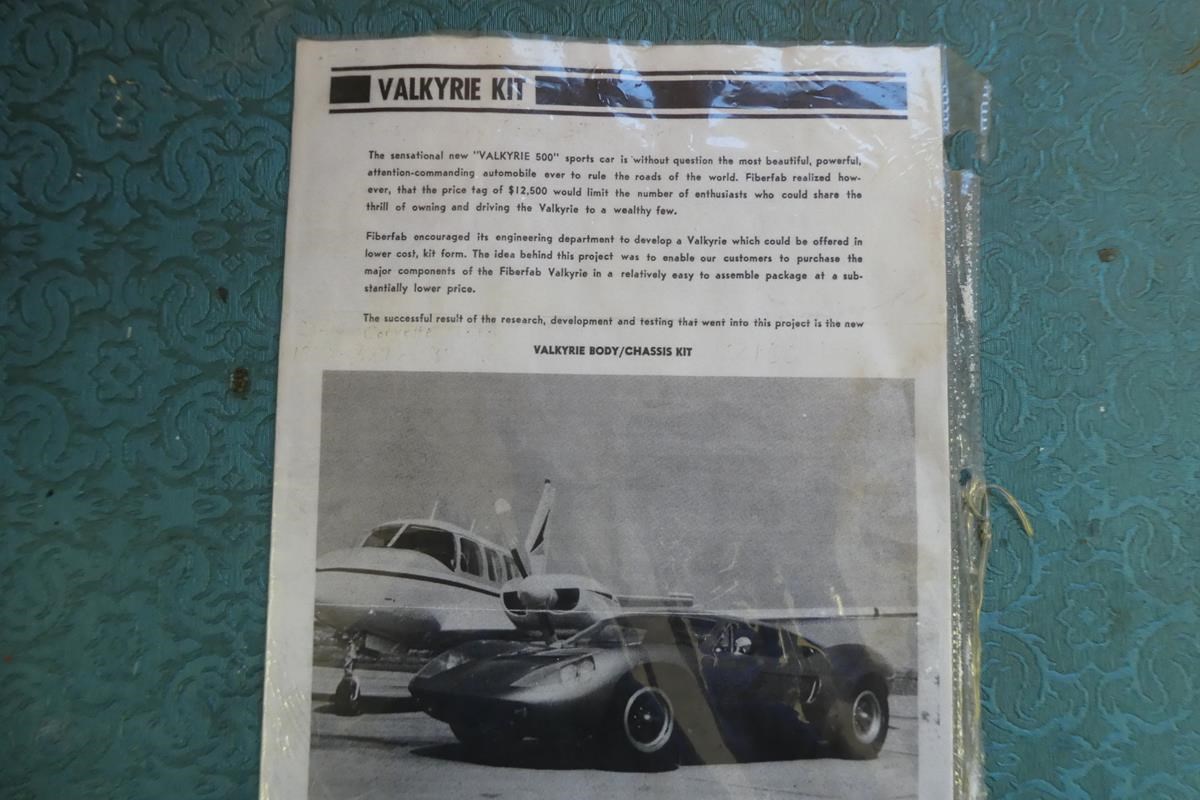 VALKYRIE KIT
The sensational new "VALKYRIE 500" sports car is without question the most beautiful, powerful,
attention-commanding automobile ever to rule the roads of the world. Fiberfab realized how-
ever, that the price tag of $12,500 would limit the number of enthusiasts who could share the
thrill of owning and driving the Valkyrie to a wealthy few.
Fiberfab encouraged its engineering department to develop a Valkyrie which could be offered in
lower cost, kit form. The idea behind this project was to enable our customers to purchase the
major components of the Fiberfab Valkyrie in a relatively easy to assemble package at a sub-
stantially lower price.
The successful result of the research, development and testing that went into this project is the new
Corvette
VALKYRIE BODY/CHASSIS KIT